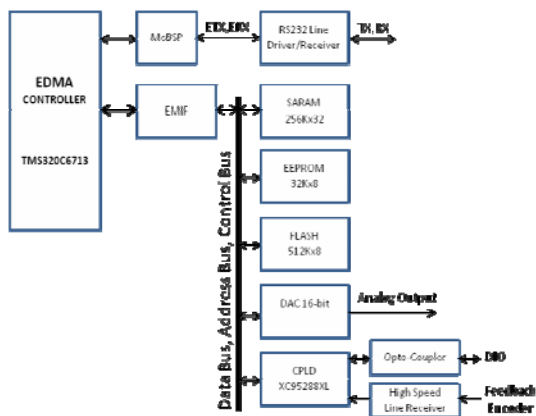 McBSP
ETX,ERX
RS232 Line
Driver/Receiver
TX, RX
EDMA
CONTROLLER
TMS320C6713
EMIF
SARAM
256Kx32
EEPROM
32Kx8
FLASH
512Kx8
Data Bus, Address Bus, Control Bus
DAC 16-bit
Analog Output
CPLD
XC95288XL
Opto-Coupler
DIO
High Speed
Line Receiver
Feedback
Encoder